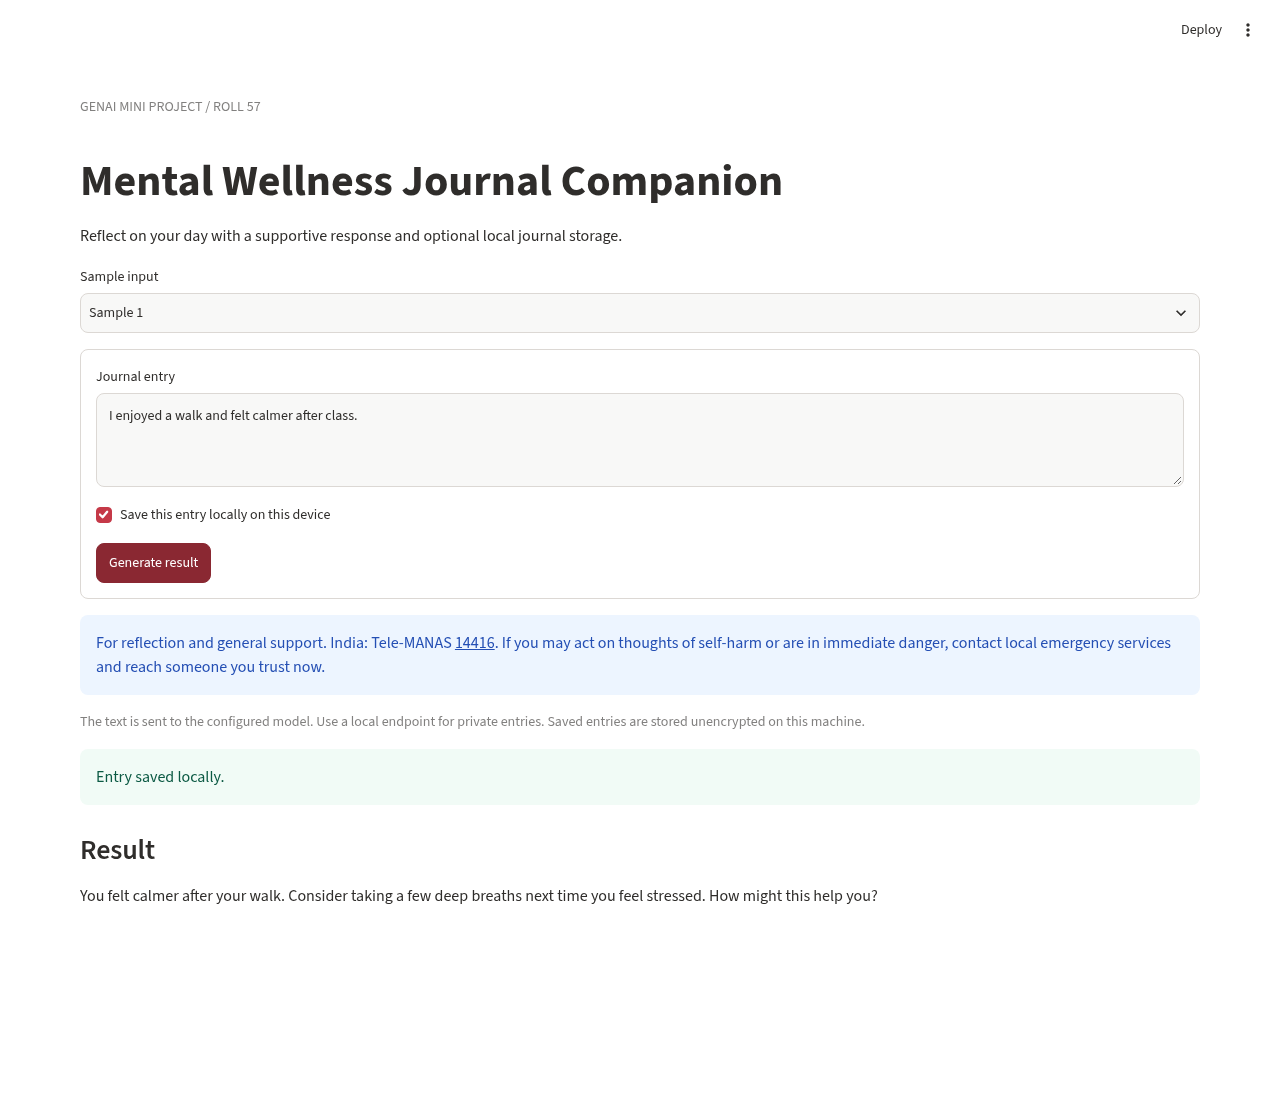 Deploy
GENAI MINI PROJECT / ROLL 57
Mental Wellness Journal Companion
Reflect on your day with a supportive response and optional local journal storage.
Sample input
Sample 1
Journal entry
I enjoyed a walk and felt calmer after class.
Save this entry locally on this device
Generate result
For reflection and general support. India: Tele-MANAS 14416. If you may act on thoughts of self-harm or are in immediate danger, contact local emergency services
and reach someone you trust now.
The text is sent to the configured model. Use a local endpoint for private entries. Saved entries are stored unencrypted on this machine.
Entry saved locally.
Result
You felt calmer after your walk. Consider taking a few deep breaths next time you feel stressed. How might this help you?